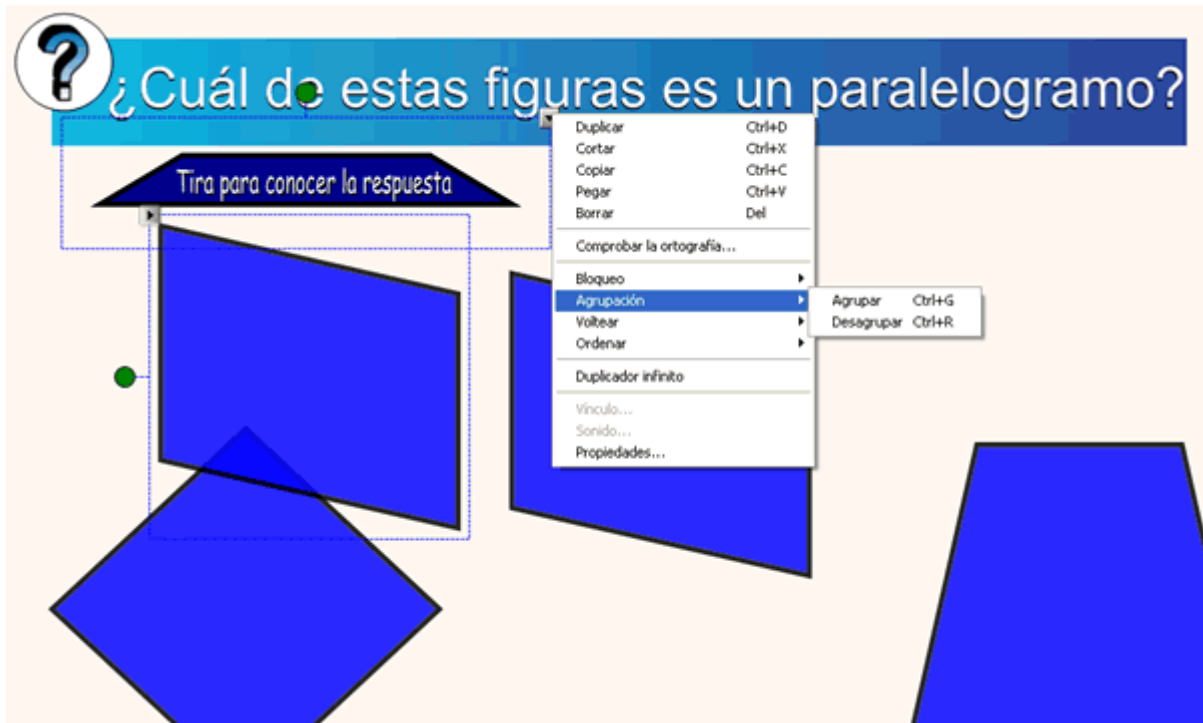 ?
¿Cuál de estas figuras es un paralelogramo?
Tira para conocer la respuesta
Duplicar Ctrl+D
Cortar Ctrl+X
Copiar Ctrl+C
Pegar Ctrl+V
Borrar Del
Comprobar la ortografía...
Bloqueo
Agrupación
Voltear
Ordenar
Agrupar Ctrl+G
Desagrupar Ctrl+R
Duplicador infinito
Vínculo...
Sonido...
Propiedades...